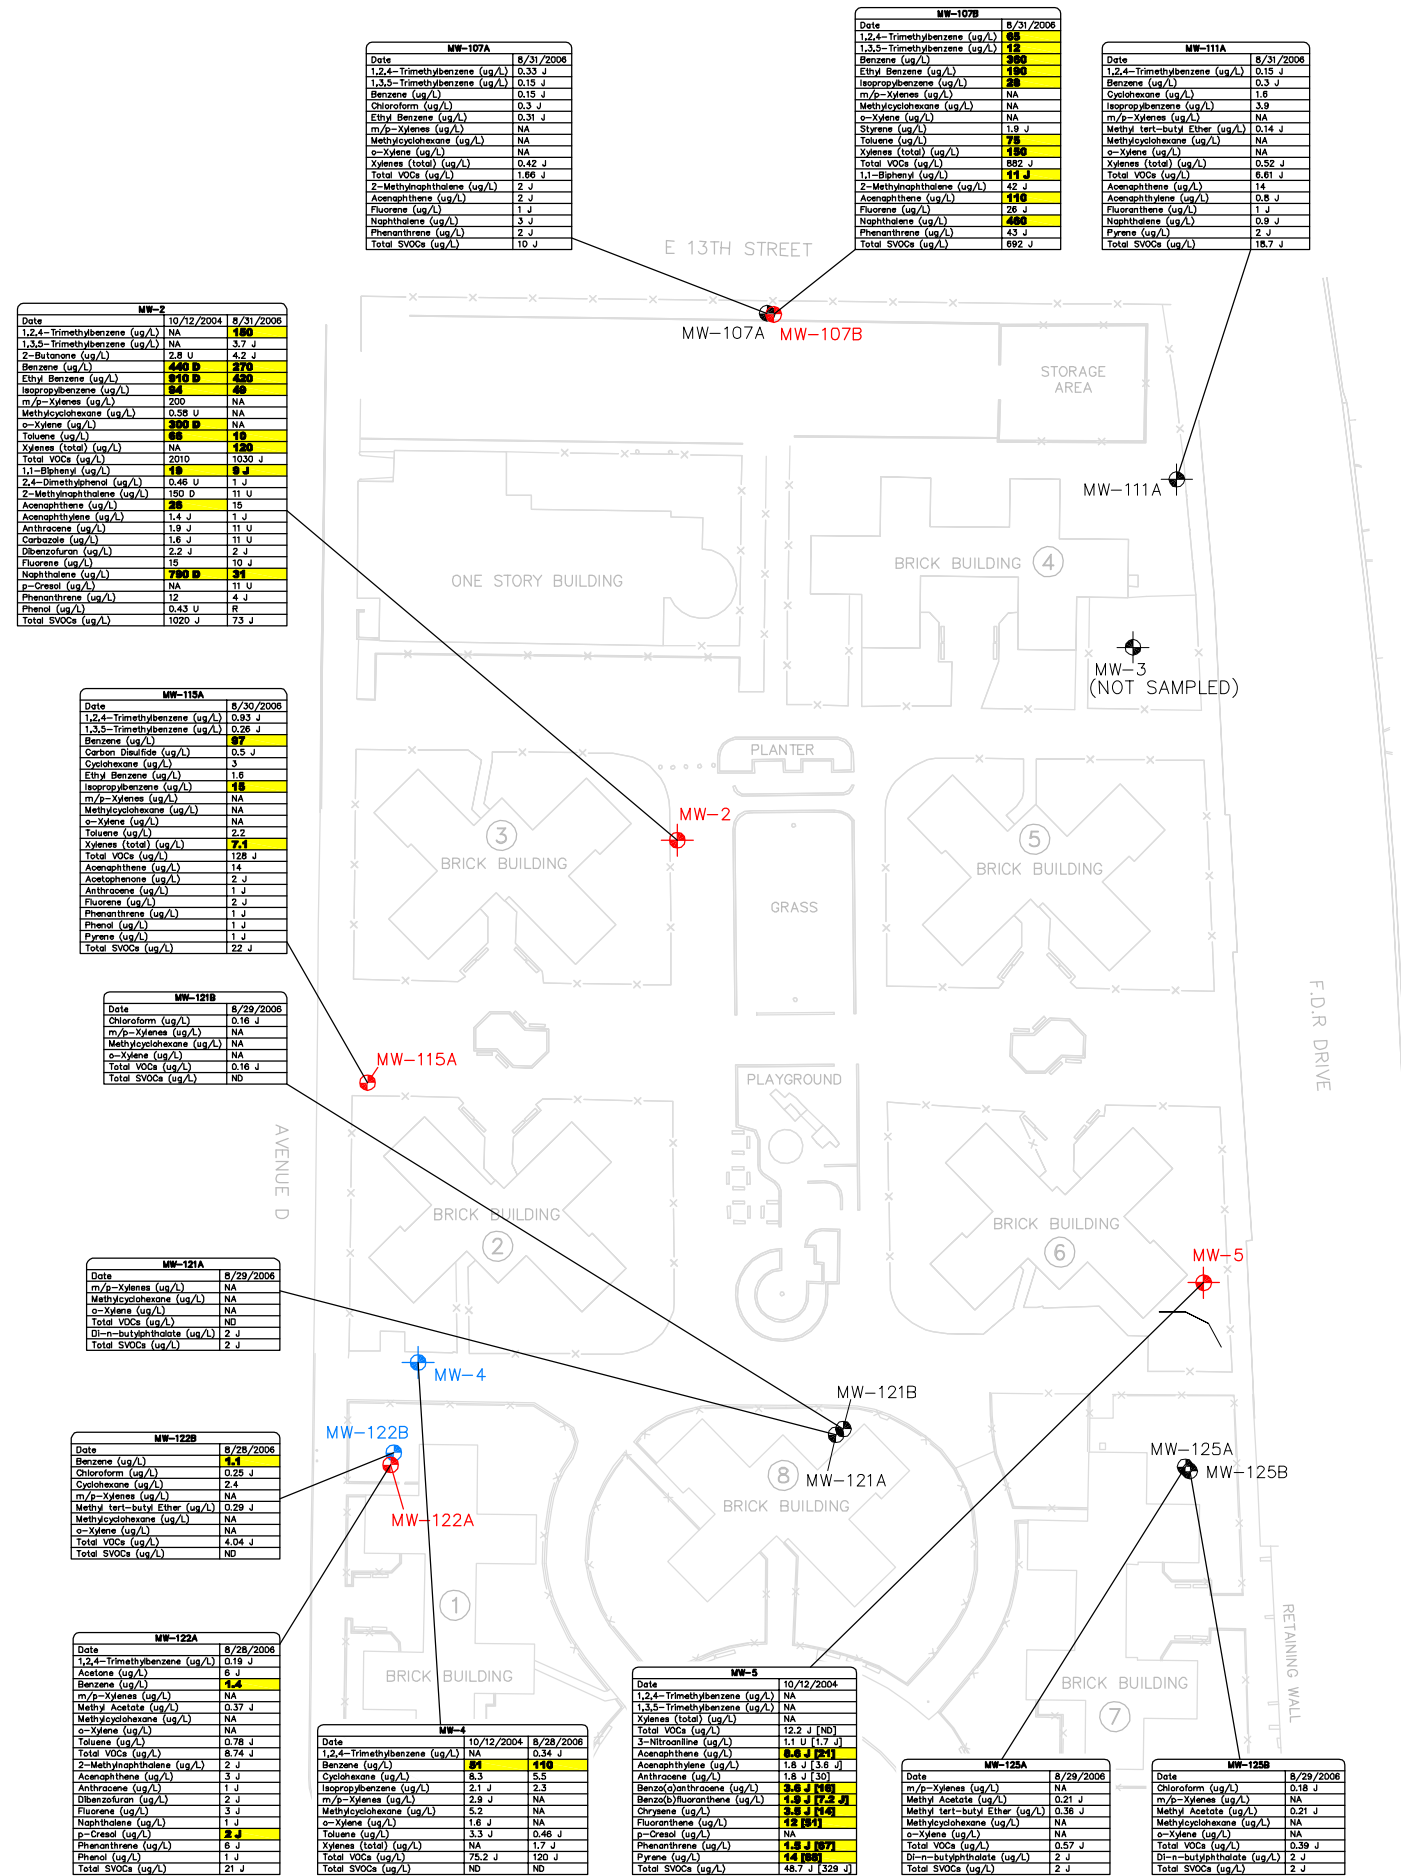 MW-107A
Date 8/31/2006
1,2,4-Trimethylbenzene (ug/L) 0.33 J
1,3,5-Trimethylbenzene (ug/L) 0.15 J
Benzene (ug/L) 0.15 J
Chloroform (ug/L) 0.3 J
Ethyl Benzene (ug/L) 0.31 J
m/p-Xylenes (ug/L) NA
Methylcyclohexane (ug/L) NA
o-Xylene (ug/L) NA
Xylenes (total) (ug/L) 0.42 J
Total VOCs (ug/L) 1.66 J
2-Methylnaphthalene (ug/L) 2 J
Acenaphthene (ug/L) 2 J
Fluorene (ug/L) 1 J
Naphthalene (ug/L) 3 J
Phenanthrene (ug/L) 2 J
Total SVOCs (ug/L) 10 J
MW-107B
Date 8/31/2006
1,2,4-Trimethylbenzene (ug/L) 65
1,3,5-Trimethylbenzene (ug/L) 12
Benzene (ug/L) 360
Ethyl Benzene (ug/L) 190
Isopropylbenzene (ug/L) 28
m/p-Xylenes (ug/L) NA
Methylcyclohexane (ug/L) NA
o-Xylene (ug/L) NA
Styrene (ug/L) 1.9 J
Toluene (ug/L) 75
Xylenes (total) (ug/L) 150
Total VOCs (ug/L) 882 J
1,1-Biphenyl (ug/L) 11 J
2-Methylnaphthalene (ug/L) 42 J
Acenaphthene (ug/L) 110
Fluorene (ug/L) 26 J
Naphthalene (ug/L) 460
Phenanthrene (ug/L) 43 J
Total SVOCs (ug/L) 692 J
MW-111A
Date 8/31/2006
1,2,4-Trimethylbenzene (ug/L) 0.15 J
Benzene (ug/L) 0.3 J
Cyclohexane (ug/L) 1.6
Isopropylbenzene (ug/L) 3.9
m/p-Xylenes (ug/L) NA
Methyl tert-butyl Ether (ug/L) 0.14 J
Methylcyclohexane (ug/L) NA
o-Xylene (ug/L) NA
Xylenes (total) (ug/L) 0.52 J
Total VOCs (ug/L) 6.61 J
Acenaphthene (ug/L) 14
Acenaphthylene (ug/L) 0.8 J
Fluoranthene (ug/L) 1 J
Naphthalene (ug/L) 0.9 J
Pyrene (ug/L) 2 J
Total SVOCs (ug/L) 18.7 J
E 13TH STREET
MW-107A MW-107B
STORAGE
AREA
MW-2
Date 10/12/2004 8/31/2006
1,2,4-Trimethylbenzene (ug/L) NA 150
1,3,5-Trimethylbenzene (ug/L) NA 3.7 J
2-Butanone (ug/L) 2.8 U 4.2 J
Benzene (ug/L) 440 D 270
Ethyl Benzene (ug/L) 910 D 420
Isopropylbenzene (ug/L) 94 49
m/p-Xylenes (ug/L) 200 NA
Methylcyclohexane (ug/L) 0.58 U NA
o-Xylene (ug/L) 300 D NA
Toluene (ug/L) 66 10
Xylenes (total) (ug/L) NA 120
Total VOCs (ug/L) 2010 1030 J
1,1-Biphenyl (ug/L) 19 9 J
2,4-Dimethylphenol (ug/L) 0.46 U 1 J
2-Methylnaphthalene (ug/L) 150 D 11 U
Acenaphthene (ug/L) 26 15
Acenaphthylene (ug/L) 1.4 J 1 J
Anthracene (ug/L) 1.9 J 11 U
Carbazole (ug/L) 1.6 J 11 U
Dibenzofuran (ug/L) 2.2 J 2 J
Fluorene (ug/L) 15 10 J
Naphthalene (ug/L) 780 D 31
p-Cresol (ug/L) NA 11 U
Phenanthrene (ug/L) 12 4 J
Phenol (ug/L) 0.43 U R
Total SVOCs (ug/L) 1020 J 73 J
MW-111A
ONE STORY BUILDING
BRICK BUILDING 4
MW-3
(NOT SAMPLED)
MW-115A
Date 8/30/2006
1,2,4-Trimethylbenzene (ug/L) 0.93 J
1,3,5-Trimethylbenzene (ug/L) 0.26 J
Benzene (ug/L) 97
Carbon Disulfide (ug/L) 0.5 J
Cyclohexane (ug/L) 3
Ethyl Benzene (ug/L) 1.6
Isopropylbenzene (ug/L) 15
m/p-Xylenes (ug/L) NA
Methylcyclohexane (ug/L) NA
o-Xylene (ug/L) NA
Toluene (ug/L) 2.2
Xylenes (total) (ug/L) 7.1
Total VOCs (ug/L) 128 J
Acenaphthene (ug/L) 14
Acetophenone (ug/L) 2 J
Anthracene (ug/L) 1 J
Fluorene (ug/L) 2 J
Phenanthrene (ug/L) 1 J
Phenol (ug/L) 1 J
Pyrene (ug/L) 1 J
Total SVOCs (ug/L) 22 J
PLANTER
MW-2
3
BRICK BUILDING
5
BRICK BUILDING
GRASS
F.D.R DRIVE
MW-121B
Date 8/29/2006
Chloroform (ug/L) 0.16 J
m/p-Xylenes (ug/L) NA
Methylcyclohexane (ug/L) NA
o-Xylene (ug/L) NA
Total VOCs (ug/L) 0.16 J
Total SVOCs (ug/L) ND
MW-115A
PLAYGROUND
AVENUE D
BRICK BUILDING
2
BRICK BUILDING
6
MW-5
MW-121A
Date 8/29/2006
m/p-Xylenes (ug/L) NA
Methylcyclohexane (ug/L) NA
o-Xylene (ug/L) NA
Total VOCs (ug/L) ND
Di-n-butylphthalate (ug/L) 2 J
Total SVOCs (ug/L) 2 J
MW-4
MW-121B
MW-122B
MW-125A
MW-125B
8
MW-121A
BRICK BUILDING
MW-122A
MW-122B
Date 8/28/2006
Benzene (ug/L) 1.1
Chloroform (ug/L) 0.25 J
Cyclohexane (ug/L) 2.4
m/p-Xylenes (ug/L) NA
Methyl tert-butyl Ether (ug/L) 0.29 J
Methylcyclohexane (ug/L) NA
o-Xylene (ug/L) NA
Total VOCs (ug/L) 4.04 J
Total SVOCs (ug/L) ND
1
BRICK BUILDING
RETAINING WALL
BRICK BUILDING
7
MW-122A
Date 8/28/2006
1,2,4-Trimethylbenzene (ug/L) 0.19 J
Acetone (ug/L) 6 J
Benzene (ug/L) 1.4
m/p-Xylenes (ug/L) NA
Methyl Acetate (ug/L) 0.37 J
Methylcyclohexane (ug/L) NA
o-Xylene (ug/L) NA
Toluene (ug/L) 0.78 J
Total VOCs (ug/L) 8.74 J
2-Methylnaphthalene (ug/L) 2 J
Acenaphthene (ug/L) 3 J
Anthracene (ug/L) 1 J
Dibenzofuran (ug/L) 2 J
Fluorene (ug/L) 3 J
Naphthalene (ug/L) 1 J
p-Cresol (ug/L) 2 J
Phenanthrene (ug/L) 6 J
Phenol (ug/L) 1 J
Total SVOCs (ug/L) 21 J
MW-4
Date 10/12/2004 8/28/2006
1,2,4-Trimethylbenzene (ug/L) NA 0.34 J
Benzene (ug/L) 51 110
Cyclohexane (ug/L) 8.3 5.5
Isopropylbenzene (ug/L) 2.1 J 2.3
m/p-Xylenes (ug/L) 2.9 J NA
Methylcyclohexane (ug/L) 5.2 NA
o-Xylene (ug/L) 1.6 J NA
Toluene (ug/L) 3.3 J 0.46 J
Xylenes (total) (ug/L) NA 1.7 J
Total VOCs (ug/L) 75.2 J 120 J
Total SVOCs (ug/L) ND ND
MW-5
Date 10/12/2004
1,2,4-Trimethylbenzene (ug/L) NA
1,3,5-Trimethylbenzene (ug/L) NA
Xylenes (total) (ug/L) NA
Total VOCs (ug/L) 12.2 J [ND]
3-Nitroaniline (ug/L) 1.1 U [1.7 J]
Acenaphthene (ug/L) 6.6 J [21]
Acenaphthylene (ug/L) 1.8 J [3.6 J]
Anthracene (ug/L) 1.8 J [30]
Benzo(a)anthracene (ug/L) 3.6 J [16]
Benzo(b)fluoranthene (ug/L) 1.9 J [7.2 J]
Chrysene (ug/L) 3.5 J [14]
Fluoranthene (ug/L) 12 [51]
p-Cresol (ug/L) NA
Phenanthrene (ug/L) 1.5 J [67]
Pyrene (ug/L) 14 [65]
Total SVOCs (ug/L) 48.7 J [329 J]
MW-125A
Date 8/29/2006
m/p-Xylenes (ug/L) NA
Methyl Acetate (ug/L) 0.21 J
Methyl tert-butyl Ether (ug/L) 0.36 J
Methylcyclohexane (ug/L) NA
o-Xylene (ug/L) NA
Total VOCs (ug/L) 0.57 J
Di-n-butylphthalate (ug/L) 2 J
Total SVOCs (ug/L) 2 J
MW-125B
Date 8/29/2006
Chloroform (ug/L) 0.18 J
m/p-Xylenes (ug/L) NA
Methyl Acetate (ug/L) 0.21 J
Methylcyclohexane (ug/L) NA
o-Xylene (ug/L) NA
Total VOCs (ug/L) 0.39 J
Di-n-butylphthalate (ug/L) 2 J
Total SVOCs (ug/L) 2 J